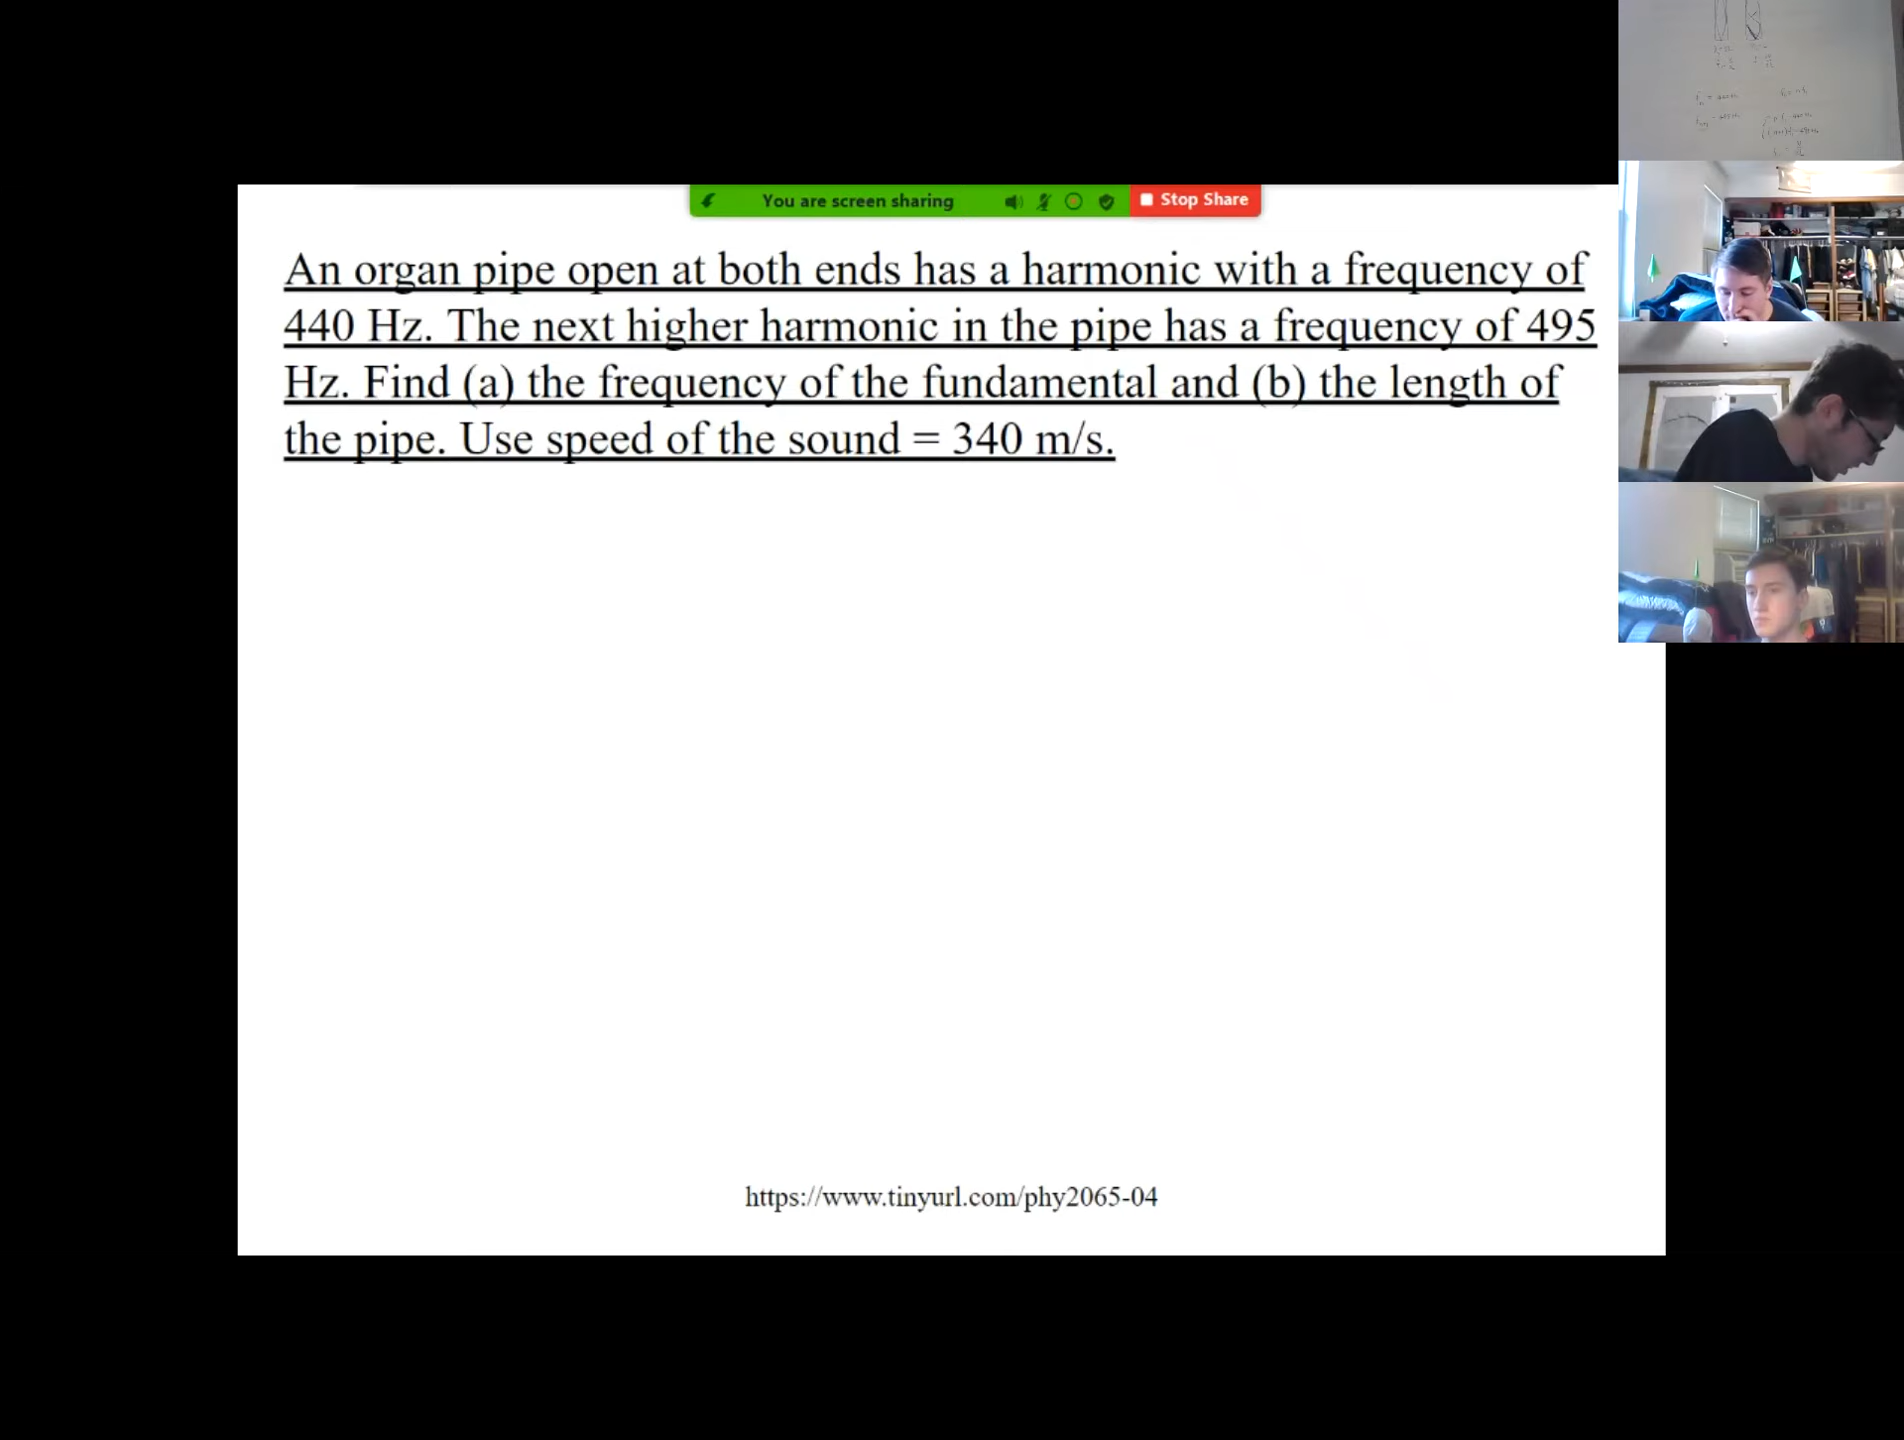 You are screen sharing
Stop Share
An organ pipe open at both ends has a harmonic with a frequency of
440 Hz. The next higher harmonic in the pipe has a frequency of 495
Hz. Find (a) the frequency of the fundamental and (b) the length of
the pipe. Use speed of the sound = 340 m/s.
https://www.tinyurl.com/phy2065-04